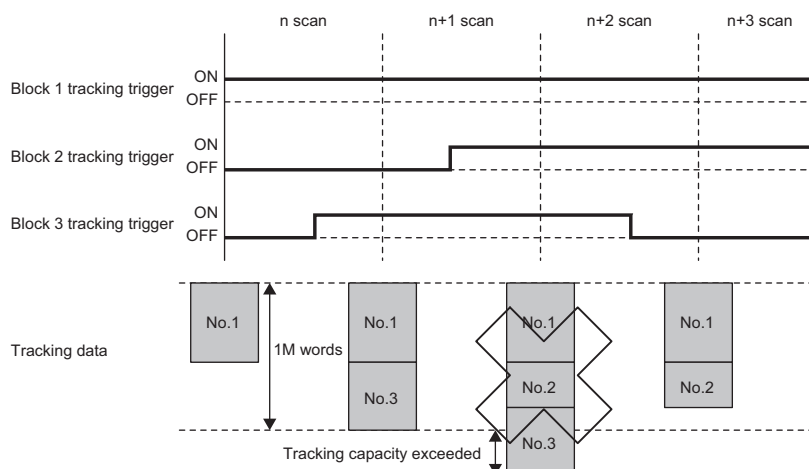 n scan n+1 scan n+2 scan n+3 scan
Block 1 tracking trigger ON
OFF
Block 2 tracking trigger ON
OFF
Block 3 tracking trigger ON
OFF
Tracking data
No.1
1M words
No.1
No.3
No.1
No.2
No.3
No.1
No.2
Tracking capacity exceeded